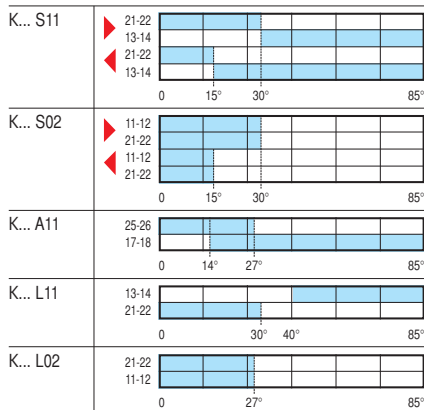 K... S11 21-22
13-14
21-22
13-14
0 15° 30° 85°
K... S02 11-12
21-22
11-12
21-22
0 15° 30° 85°
K... A11 25-26
17-18
0 14° 27° 85°
K... L11 13-14
21-22
0 30° 40° 85°
K... L02 21-22
11-12
0 27° 85°